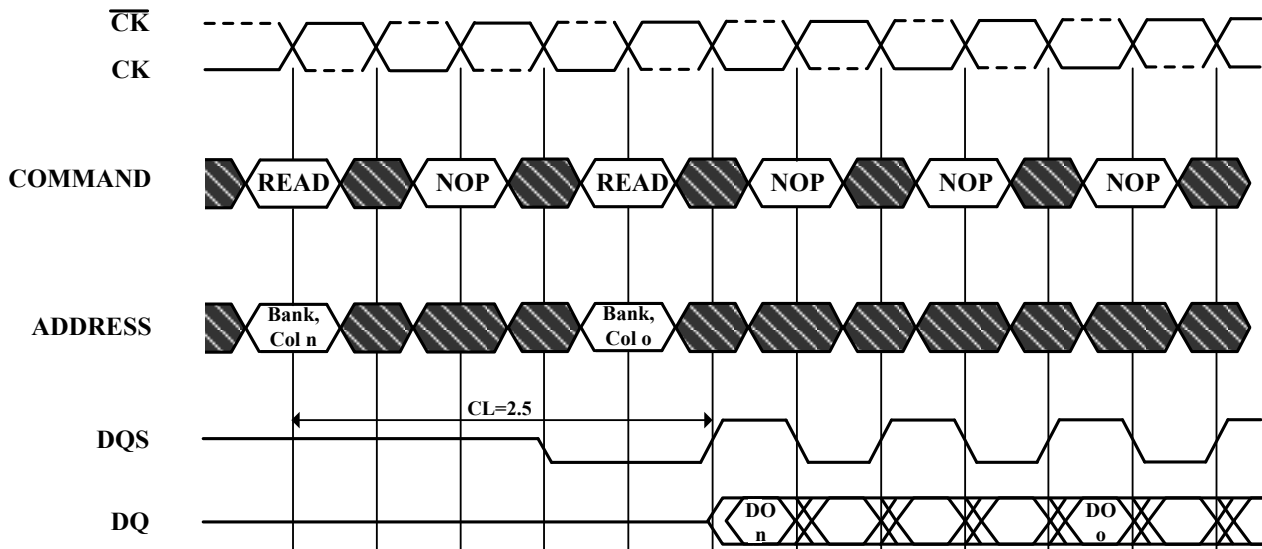 C̅K̅
CK
COMMAND
READ
NOP
READ
NOP
NOP
NOP
ADDRESS
Bank,
Col n
Bank,
Col o
CL=2.5
DQS
DQ
DO
n
DO
o